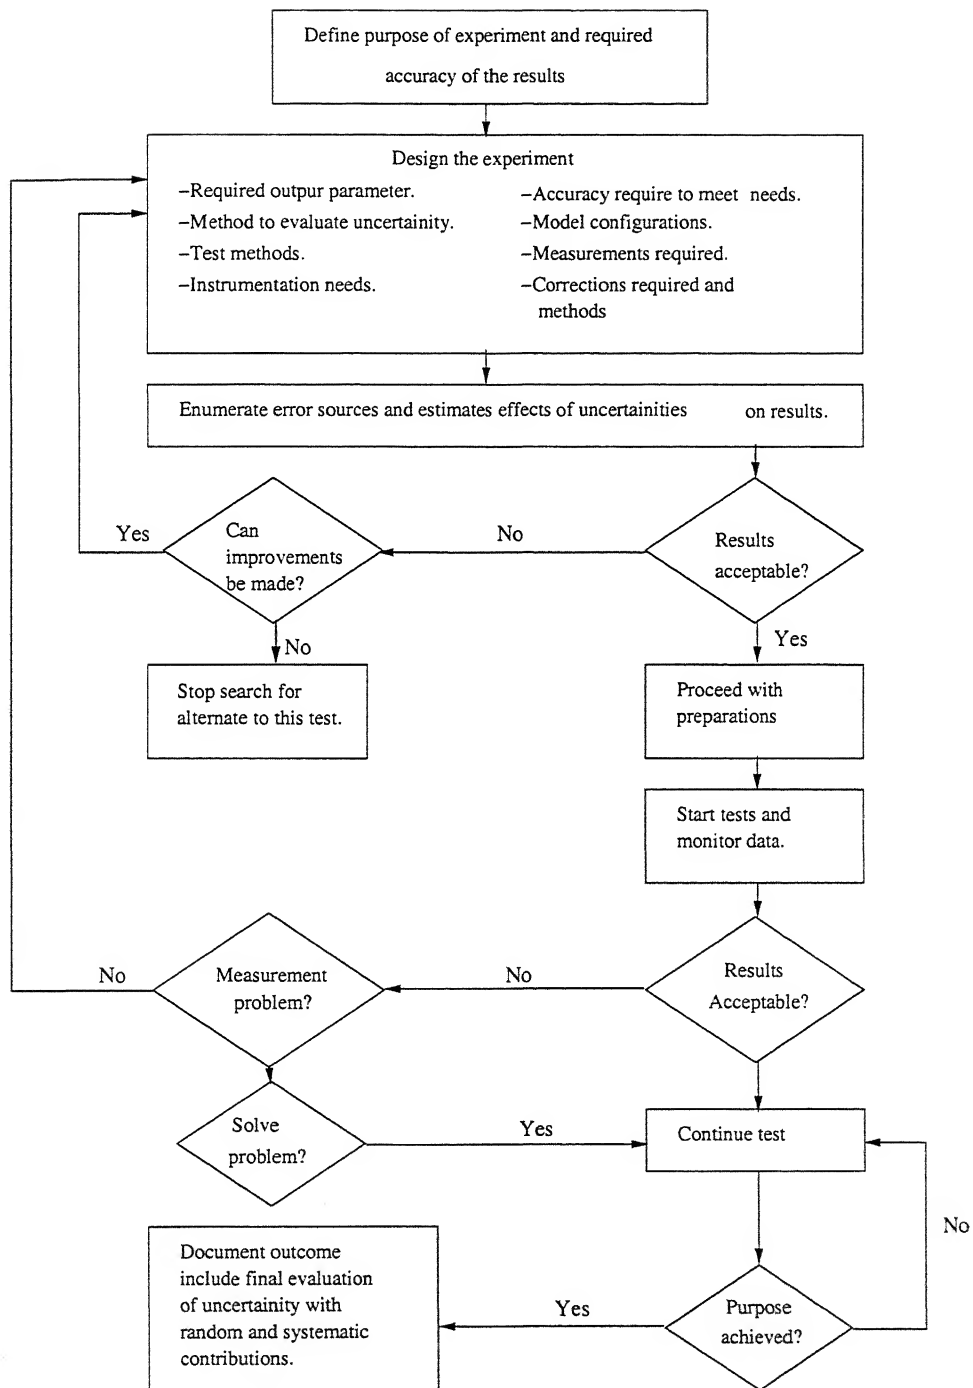 Define purpose of experiment and required
accuracy of the results
Design the experiment
–Required outpur parameter.
–Method to evaluate uncertainity.
–Test methods.
–Instrumentation needs.
–Accuracy require to meet needs.
–Model configurations.
–Measurements required.
–Corrections required and
methods
Enumerate error sources and estimates effects of uncertainities on results.
Yes
Can
improvements
be made?
No
Results
acceptable?
No
Yes
Stop search for
alternate to this test.
Proceed with
preparations
Start tests and
monitor data.
No
Measurement
problem?
No
Results
Acceptable?
Solve
problem?
Yes
Continue test
No
Document outcome
include final evaluation
of uncertainity with
random and systematic
contributions.
Yes
Purpose
achieved?